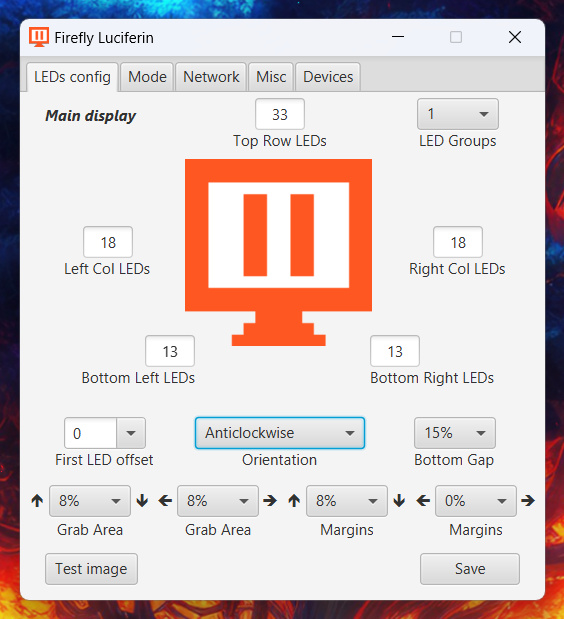 Firefly Luciferin
LEDs config Mode Network Misc Devices
Main display
33
Top Row LEDs
1
LED Groups
18
Left Col LEDs
18
Right Col LEDs
13
Bottom Left LEDs
13
Bottom Right LEDs
0
First LED offset
Anticlockwise
Orientation
15%
Bottom Gap
8%
Grab Area
8%
Grab Area
8%
Margins
0%
Margins
Test image
Save